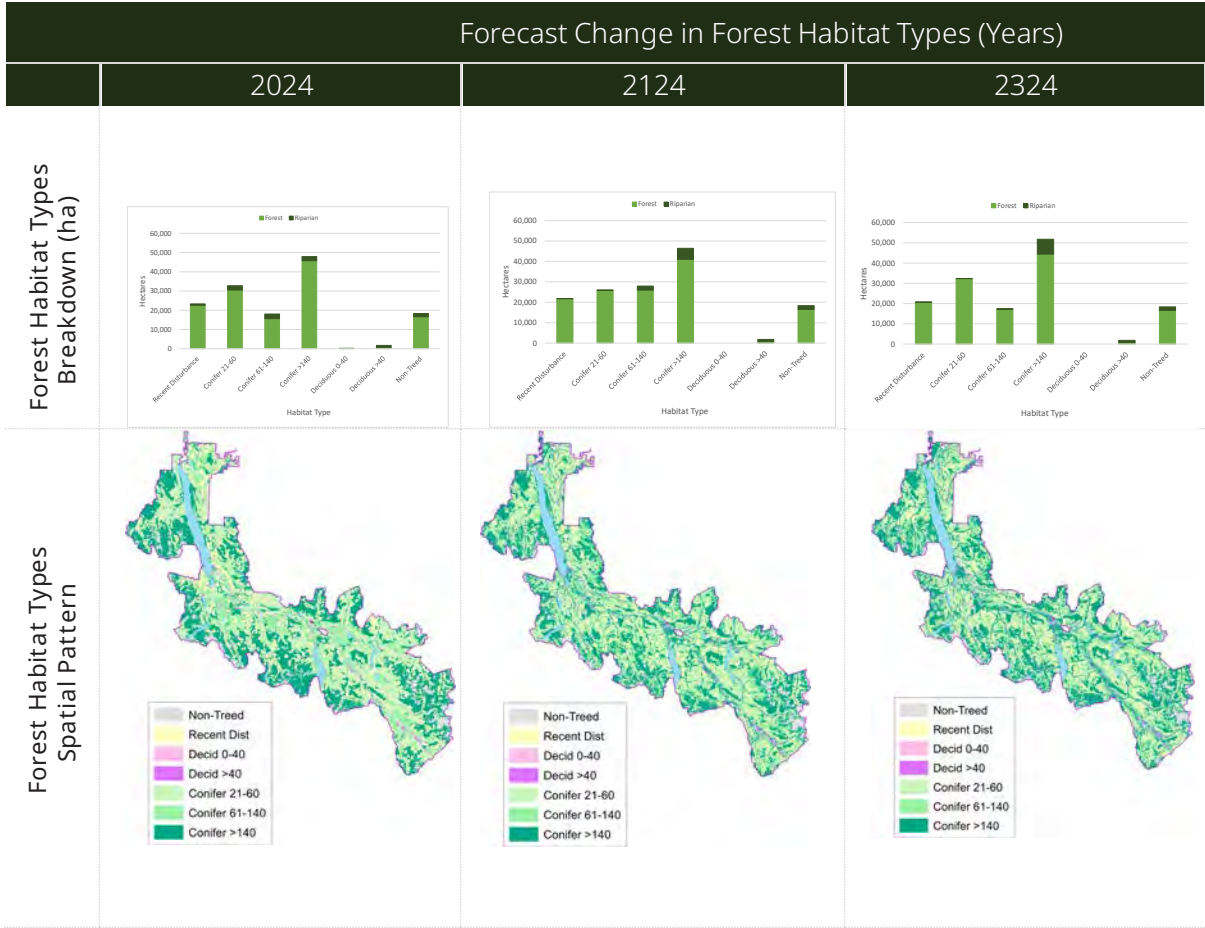 Forecast Change in Forest Habitat Types (Years)
2024
2124
2324
Forest Habitat Types
Breakdown (ha)
Forest Riparian
60,000
50,000
40,000
30,000
20,000
10,000
0
Hectares
Recent Disturbance
Conifer 21-60
Conifer 61-140
Conifer >140
Deciduous 0-40
Deciduous >40
Non-Treed
Habitat Type
Forest Riparian
60,000
50,000
40,000
30,000
20,000
10,000
0
Hectares
Recent Disturbance
Conifer 21-60
Conifer 61-140
Conifer >140
Deciduous 0-40
Deciduous >40
Non-Treed
Habitat Type
Forest Riparian
60,000
50,000
40,000
30,000
20,000
10,000
0
Hectares
Recent Disturbance
Conifer 21-60
Conifer 61-140
Conifer >140
Deciduous 0-40
Deciduous >40
Non-Treed
Habitat Type
Forest Habitat Types
Spatial Pattern
Non-Treed
Recent Dist
Decid 0-40
Decid >40
Conifer 21-60
Conifer 61-140
Conifer >140
Non-Treed
Recent Dist
Decid 0-40
Decid >40
Conifer 21-60
Conifer 61-140
Conifer >140
Non-Treed
Recent Dist
Decid 0-40
Decid >40
Conifer 21-60
Conifer 61-140
Conifer >140